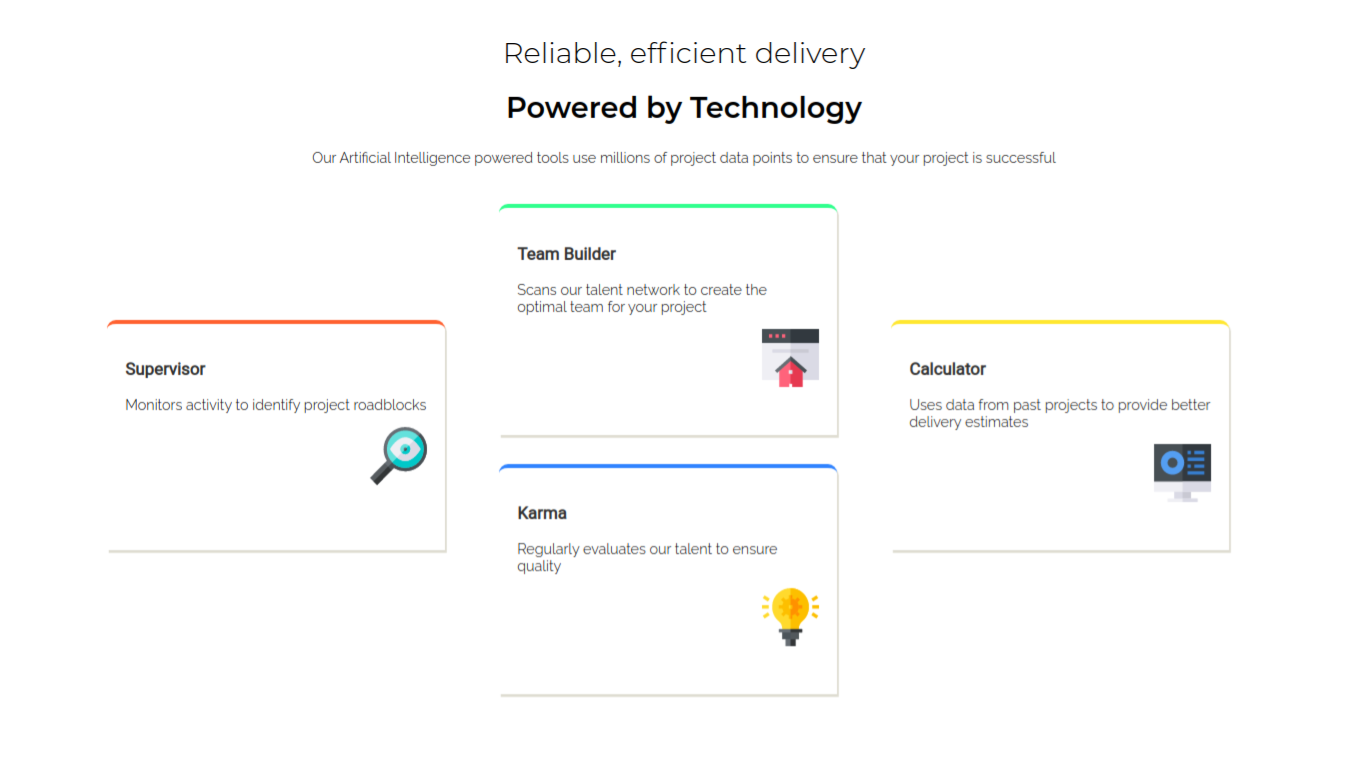 Reliable, efficient delivery
Powered by Technology
Our Artificial Intelligence powered tools use millions of project data points to ensure that your project is successful
Team Builder
Scans our talent network to create the
optimal team for your project
Supervisor
Monitors activity to identify project roadblocks
Calculator
Uses data from past projects to provide better
delivery estimates
Karma
Regularly evaluates our talent to ensure
quality